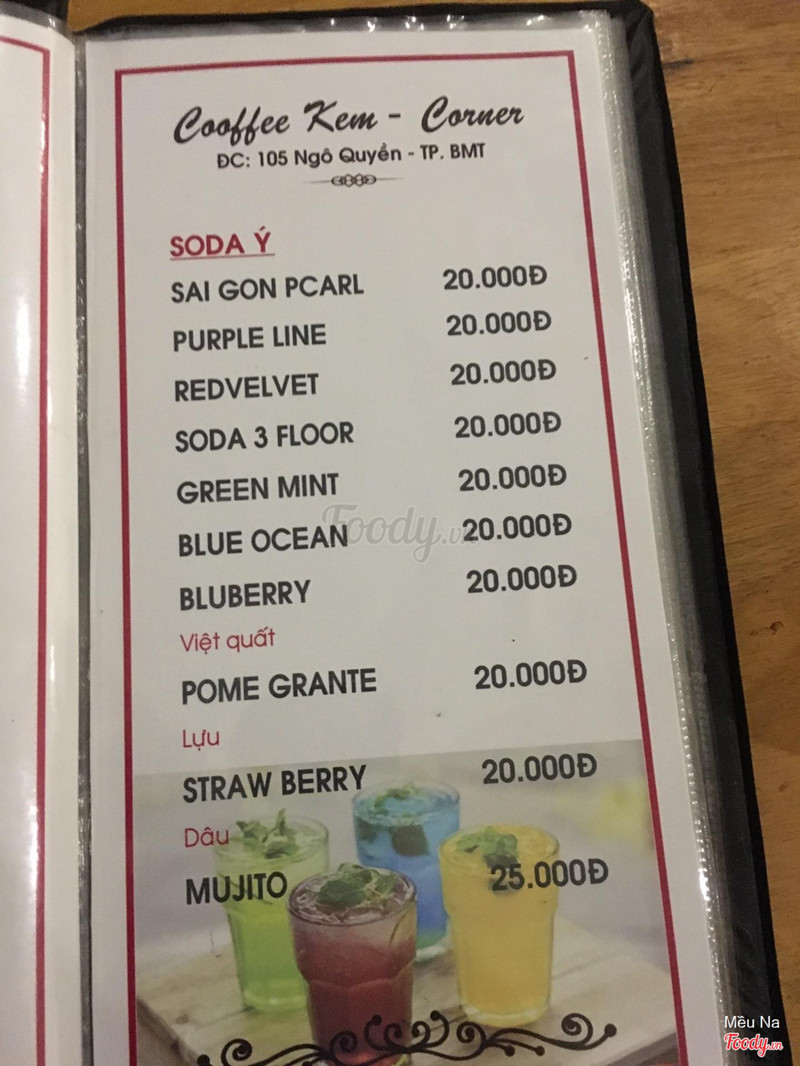 Cooffee Kem - Corner
ĐC: 105 Ngô Quyền - TP. BMT
SODA Ý
SAI GON PCARL 20.000Đ
PURPLE LINE 20.000Đ
REDVELVET 20.000Đ
SODA 3 FLOOR 20.000Đ
GREEN MINT 20.000Đ
BLUE OCEAN 20.000Đ
Foody.vn
BLUBERRY 20.000Đ
Việt quất
POME GRANTE 20.000Đ
Lựu
STRAW BERRY 20.000Đ
Dâu
MUJITO 25.000Đ
Mều Na
Foody.vn